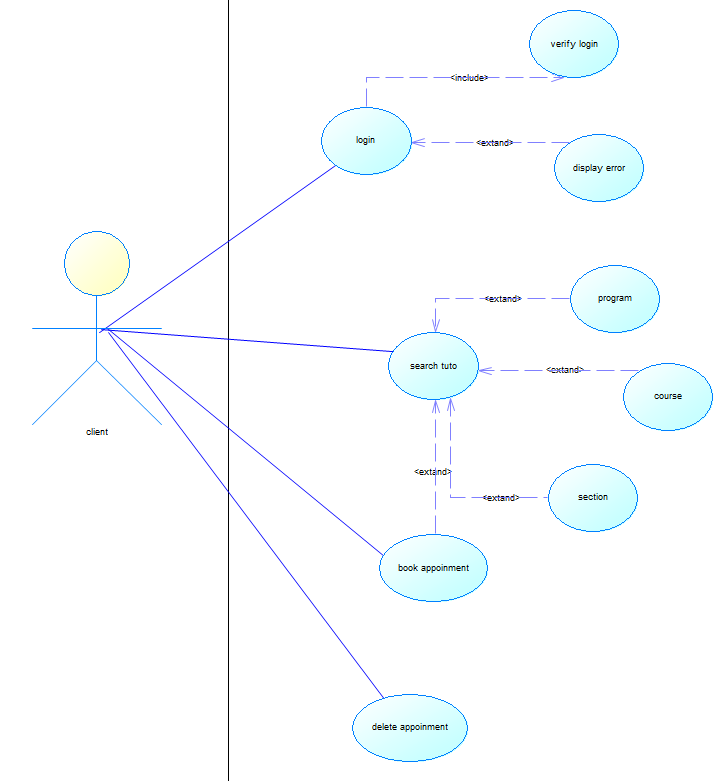 verify login
<include>
login
<extand>
display error
<extand>
program
search tuto
<extand>
course
client
<extand>
<extand>
section
book appoinment
delete appoinment